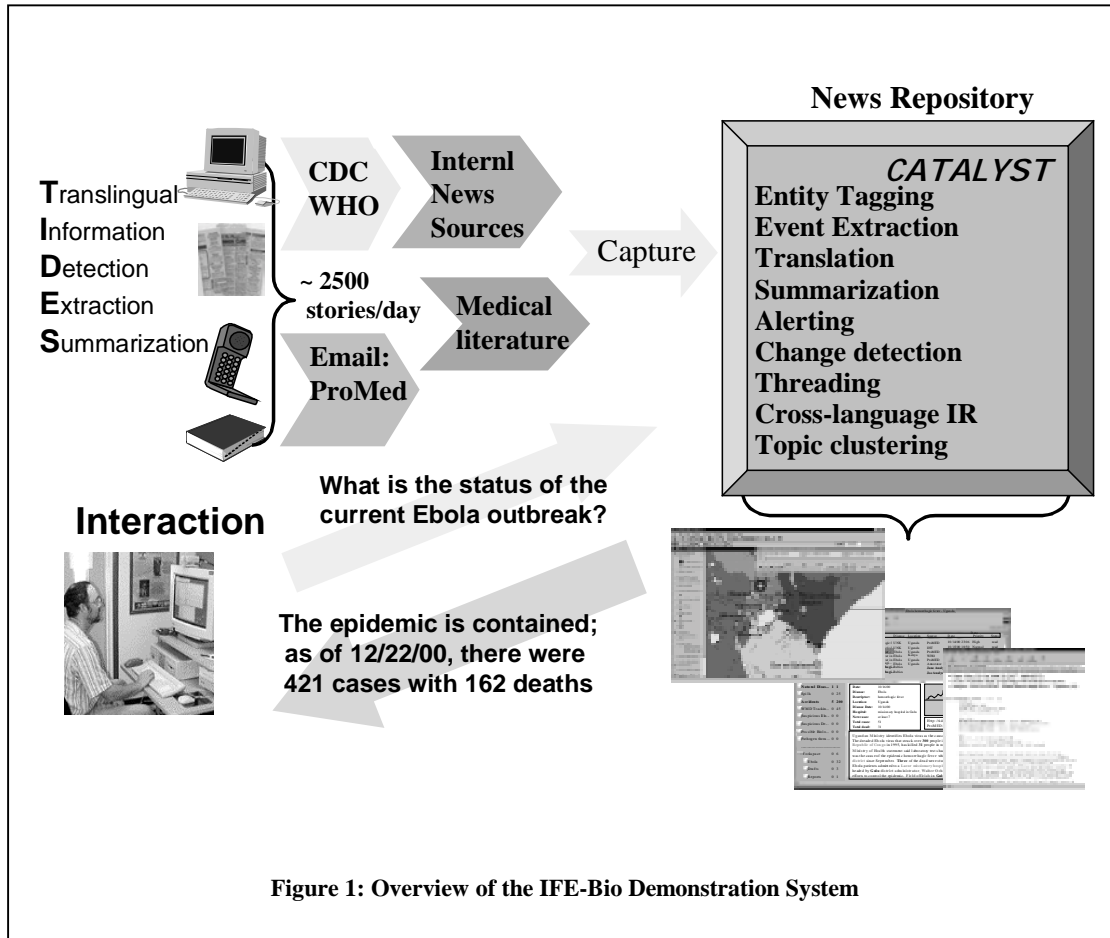 News Repository
CATALYST
Entity Tagging
Event Extraction
Translation
Summarization
Alerting
Change detection
Threading
Cross-language IR
Topic clustering
Translingual
Information
Detection
Extraction
Summarization
CDC
WHO
Internl
News
Sources
~ 2500
stories/day
Email:
ProMed
Medical
literature
Capture
Interaction
What is the status of the
current Ebola outbreak?
The epidemic is contained;
as of 12/22/00, there were
421 cases with 162 deaths
Figure 1: Overview of the IFE-Bio Demonstration System